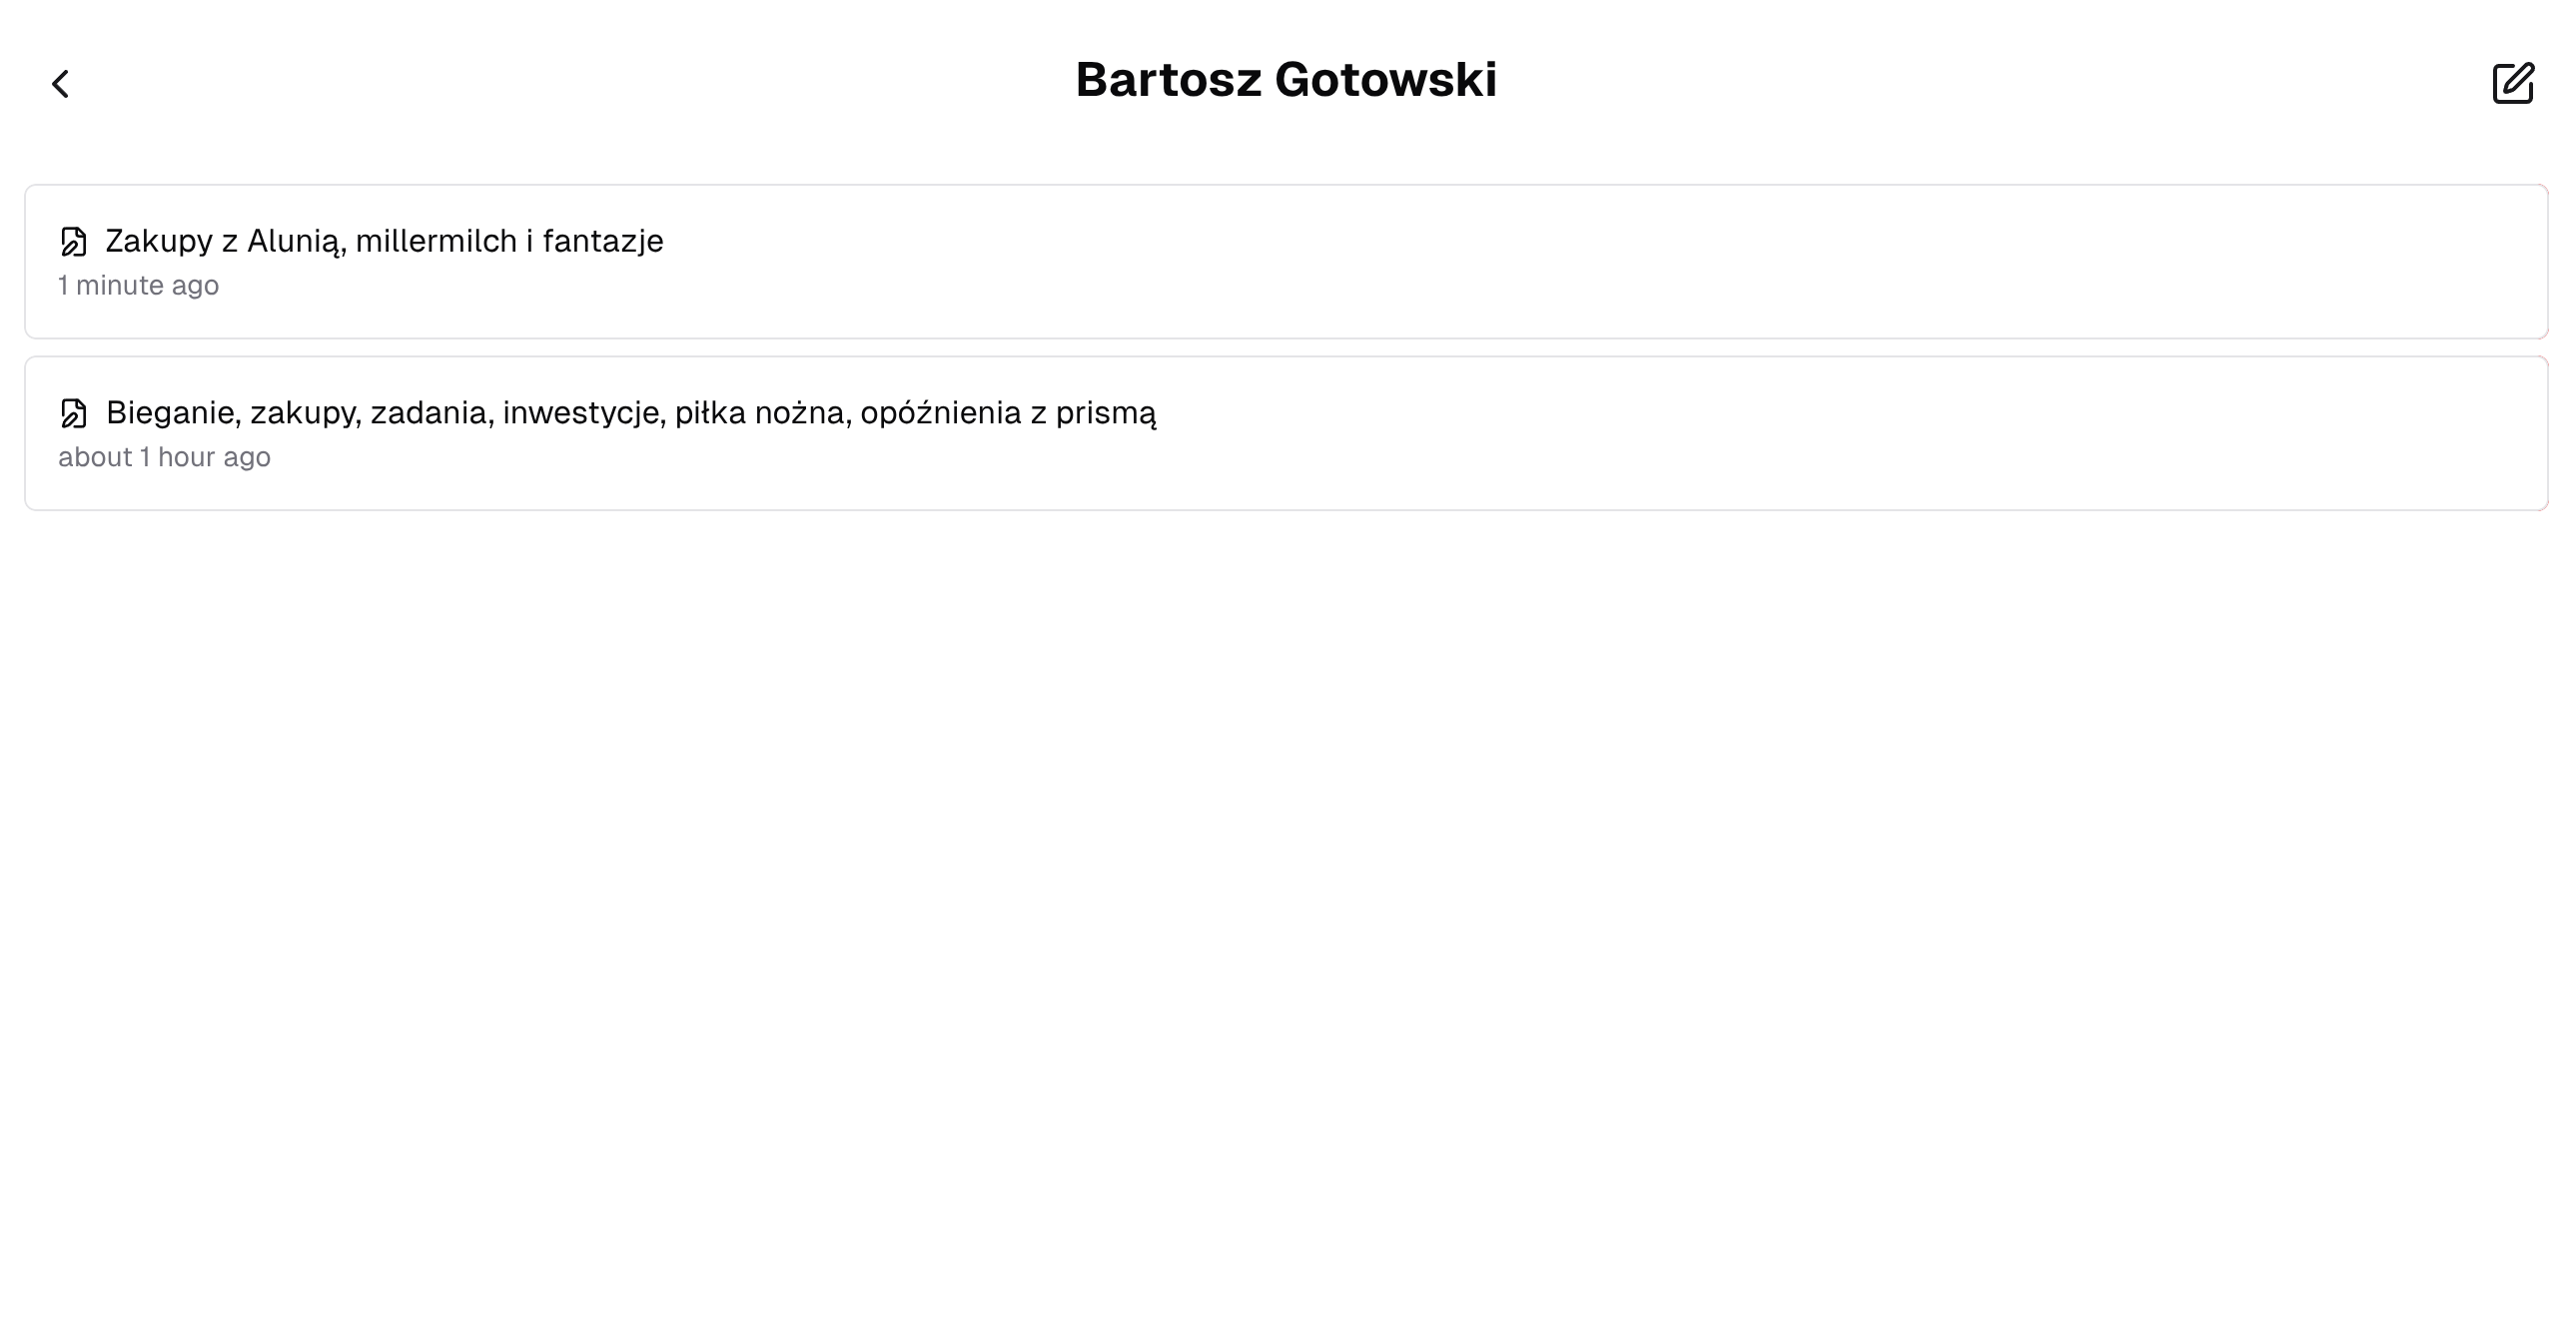 Bartosz Gotowski
Zakupy z Alunią, millermilch i fantazje
1 minute ago
Bieganie, zakupy, zadania, inwestycje, piłka nożna, opóźnienia z prismą
about 1 hour ago